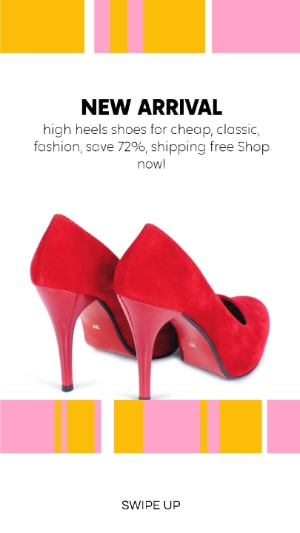 NEW ARRIVAL
high heels shoes for cheap, classic,
fashion, save 72%, shipping free Shop
now!
SWIPE UP